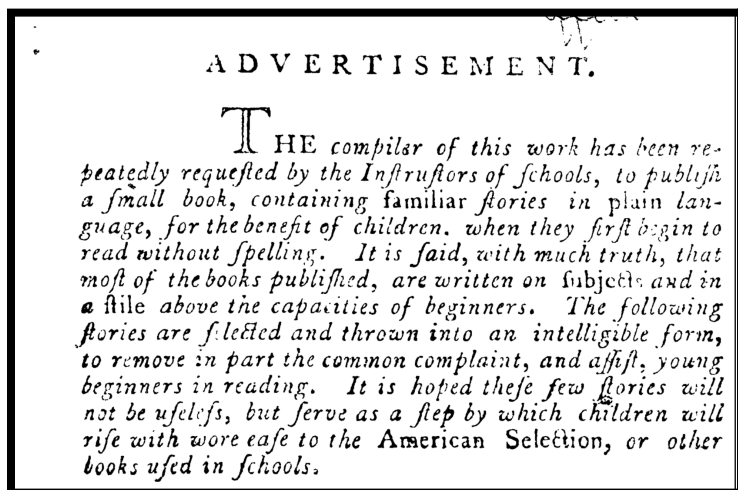 ADVERTISEMENT.
THE compiler of this work has been re-
peatedly requeſted by the Inſtruſtors of ſchools, to publiſh
a ſmall book, containing familiar ſtories in plain lan-
guage, for the benefit of children. when they firſt begin to
read without ſpelling. It is ſaid, with much truth, that
moſt of the books publiſhed, are written on ſubjects and in
a ſtile above the capacities of beginners. The following
ſtories are ſelected and thrown into an intelligible form,
to remove in part the common complaint, and aſſiſt, young
beginners in reading. It is hoped theſe few ſtories will
not be uſeleſs, but ſerve as a ſtep by which children will
riſe with wore eaſe to the American Selection, or other
books uſed in ſchools.